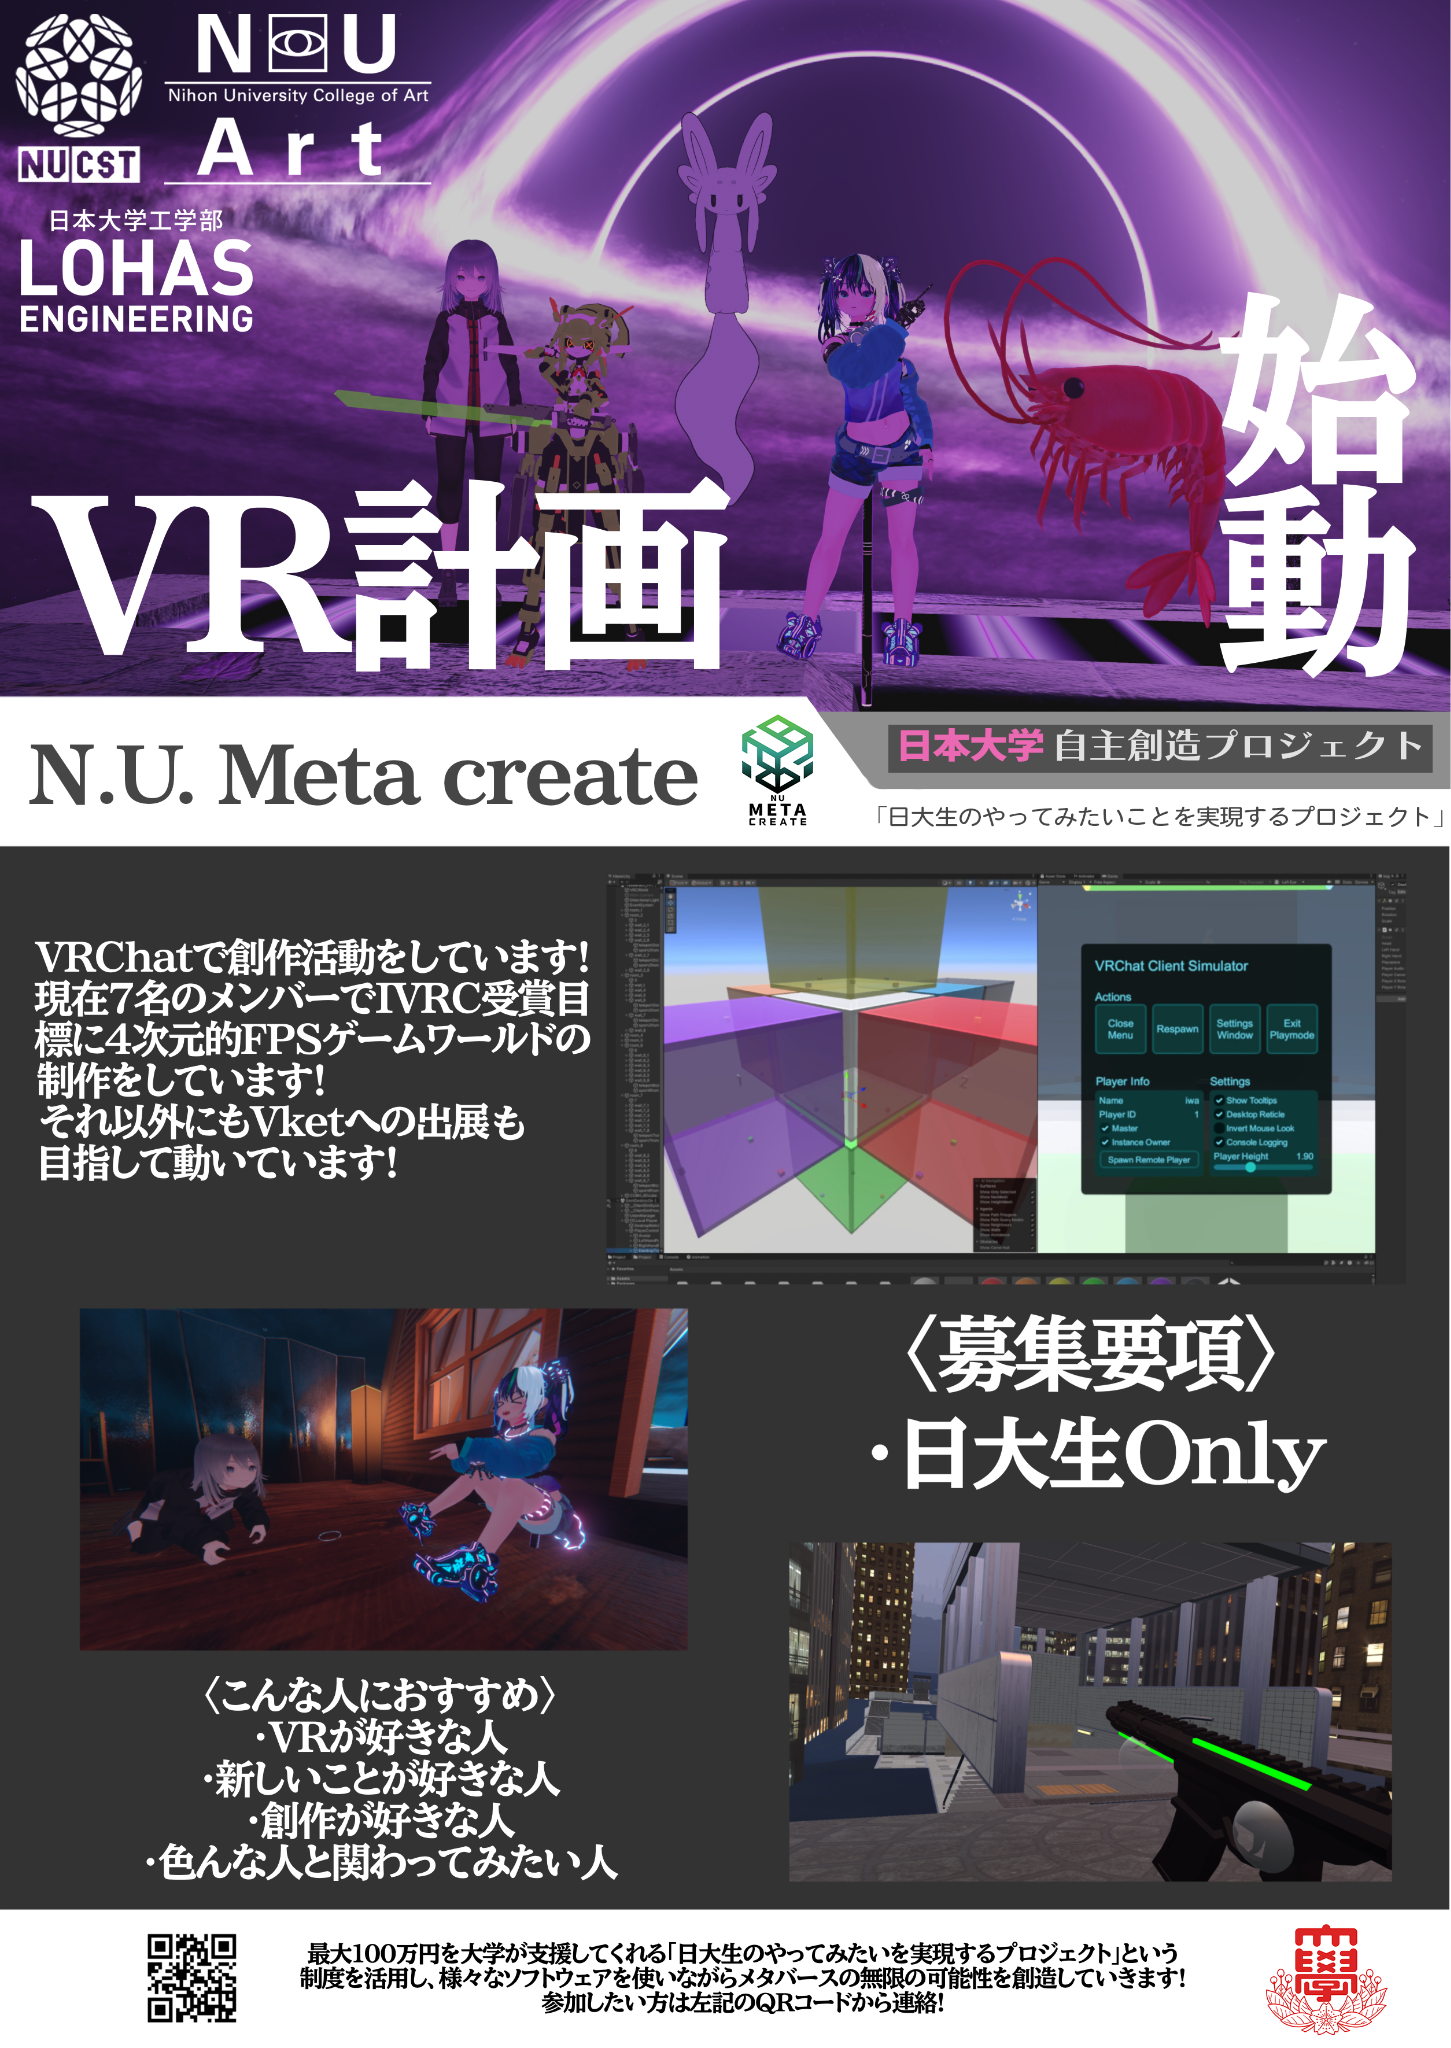 N U
Nihon University College of Art
Art
NU CST
日本大学工学部
LOHAS
ENGINEERING
VR計画
始動
N.U. Meta create
NU
META
CREATE
日本大学 自主創造プロジェクト
「日大生のやってみたいことを実現するプロジェクト」
VRChatで創作活動をしています!
現在7名のメンバーでIVRC受賞目
標に4次元的FPSゲームワールドの
制作をしています!
それ以外にもVketへの出展も
目指して動いています!
VRChat Client Simulator
Actions
Close Menu
Respawn
Settings Window
Exit Playmode
Player Info
Name iwa
Player ID 1
Master
Instance Owner
Spawn Remote Player
Settings
Show Tooltips
Desktop Reticle
Invert Mouse Look
Console Logging
Player Height 1.90
〈募集要項〉
・日大生Only
〈こんな人におすすめ〉
・VRが好きな人
・新しいことが好きな人
・創作が好きな人
・色んな人と関わってみたい人
最大100万円を大学が支援してくれる「日大生のやってみたいを実現するプロジェクト」という
制度を活用し、様々なソフトウェアを使いながらメタバースの無限の可能性を創造していきます!
参加したい方は左記のQRコードから連絡!